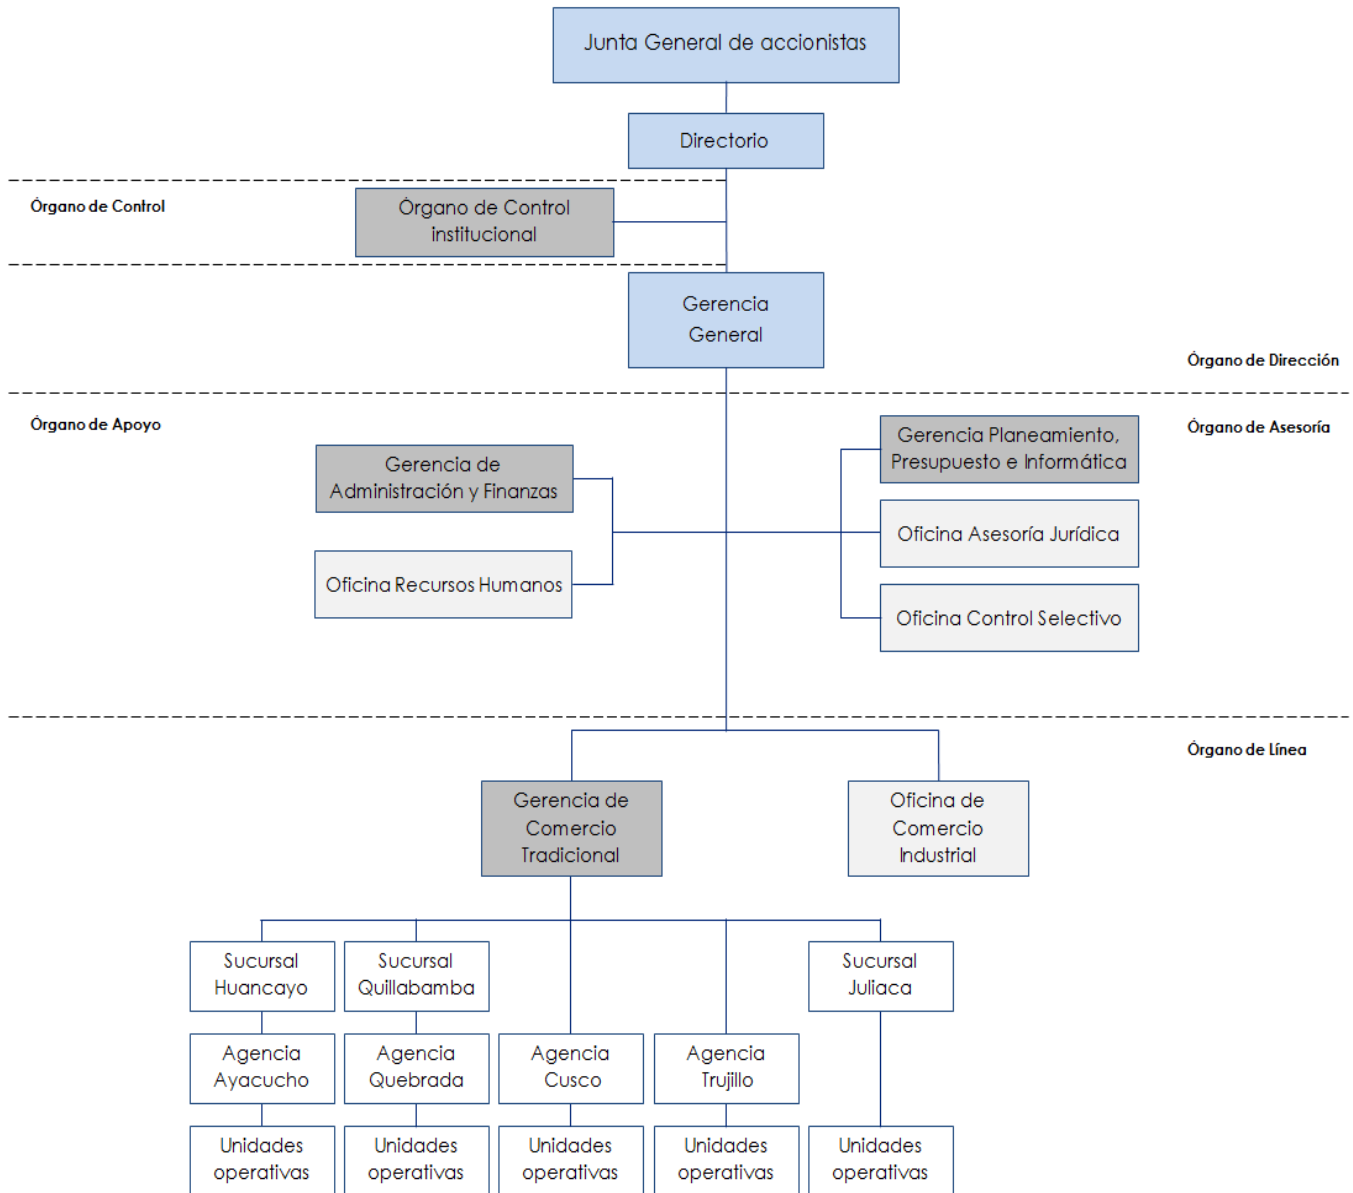 Junta General de accionistas
Directorio
Órgano de Control
Órgano de Control
institucional
Gerencia
General
Órgano de Dirección
Órgano de Apoyo
Órgano de Asesoría
Gerencia de
Administración y Finanzas
Oficina Recursos Humanos
Gerencia Planeamiento,
Presupuesto e Informática
Oficina Asesoría Jurídica
Oficina Control Selectivo
Órgano de Línea
Gerencia de
Comercio
Tradicional
Oficina de
Comercio
Industrial
Sucursal
Huancayo
Sucursal
Quillabamba
Sucursal
Juliaca
Agencia
Ayacucho
Agencia
Quebrada
Agencia
Cusco
Agencia
Trujillo
Unidades
operativas
Unidades
operativas
Unidades
operativas
Unidades
operativas
Unidades
operativas